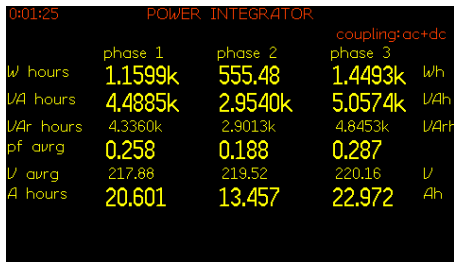 0:01:25 POWER INTEGRATOR
coupling:ac+dc
phase 1 phase 2 phase 3
W hours 1.1599k 555.48 1.4493k Wh
VA hours 4.4885k 2.9540k 5.0574k VAh
VAr hours 4.3360k 2.9013k 4.8453k VArh
pf avrg 0.258 0.188 0.287
V avrg 217.88 219.52 220.16 V
A hours 20.601 13.457 22.972 Ah